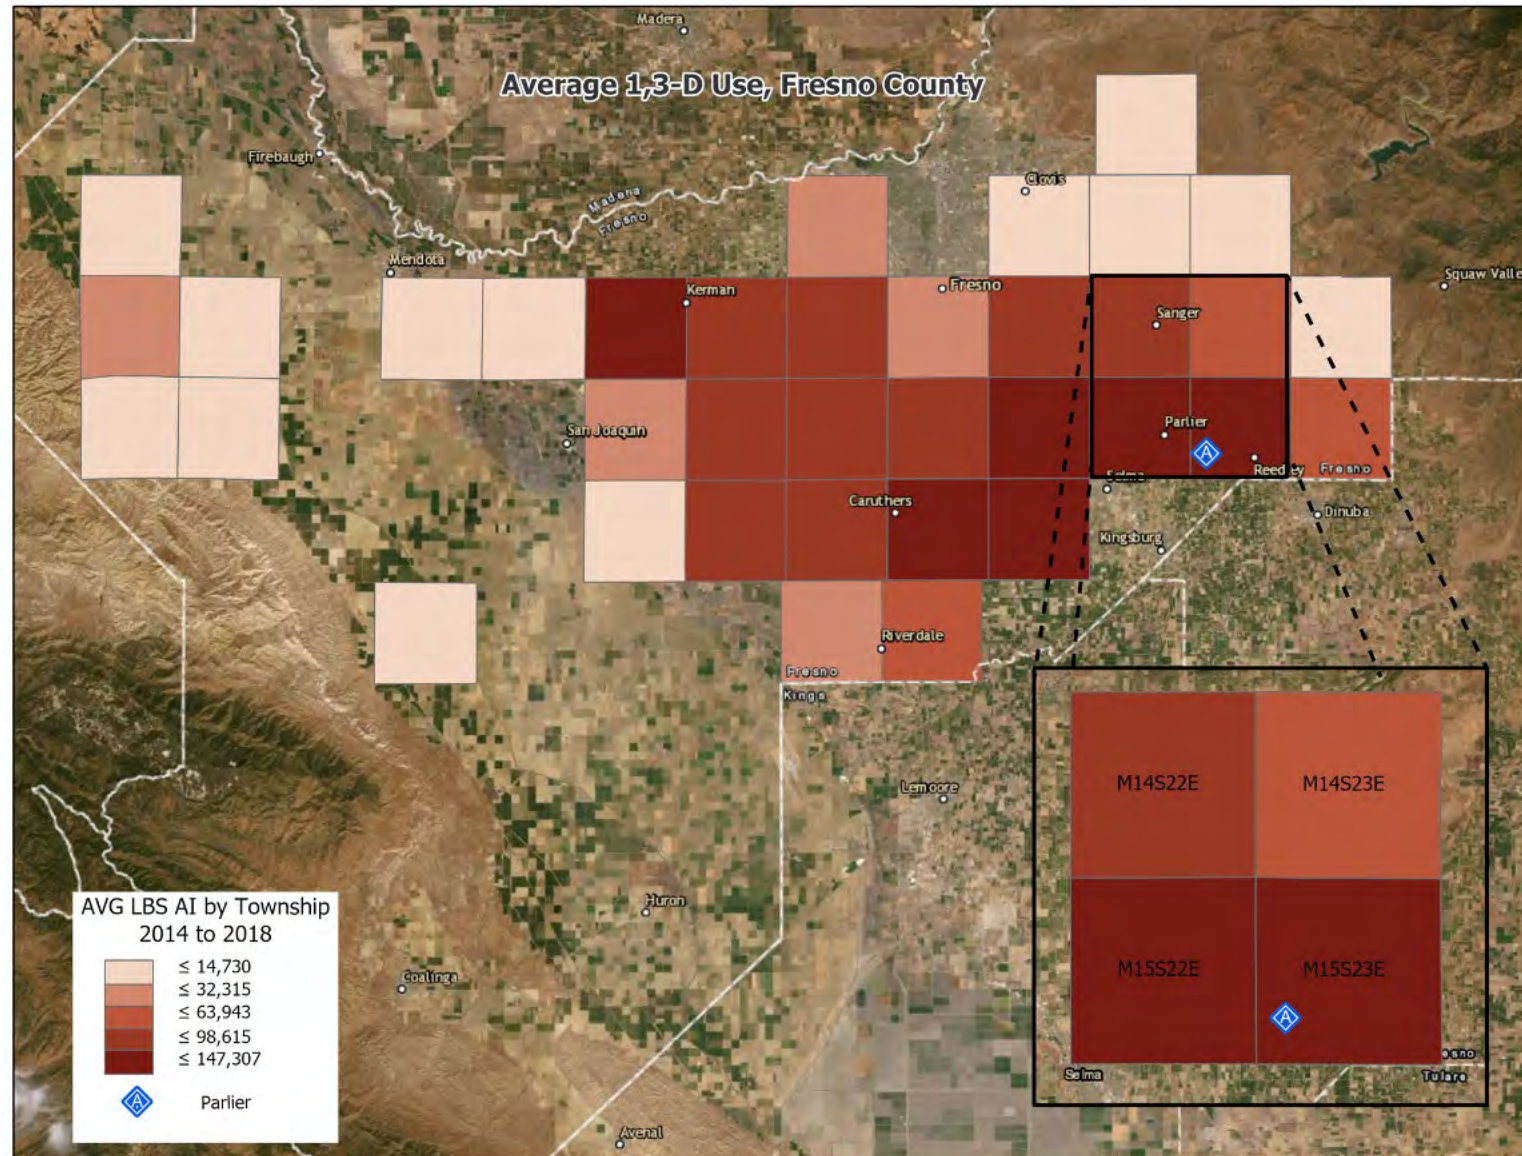 Madera
Average 1,3-D Use, Fresno County
Firebaugh
Clovis
Madera
Fresno
Mendota
Squaw Valle
Kerman
Fresno
Sanger
San Joaquin
Parlier
A
Reedley
Fresno
Selma
Caruthers
Dinuba
Kingsburg
Riverdale
Fresno
Kings
Lemoore
M14S22E
M14S23E
Huron
AVG LBS AI by Township
2014 to 2018
≤ 14,730
≤ 32,315
≤ 63,943
≤ 98,615
≤ 147,307
A
Parlier
Coalinga
M15S22E
M15S23E
A
esno
Selma
Tulare
Avenal